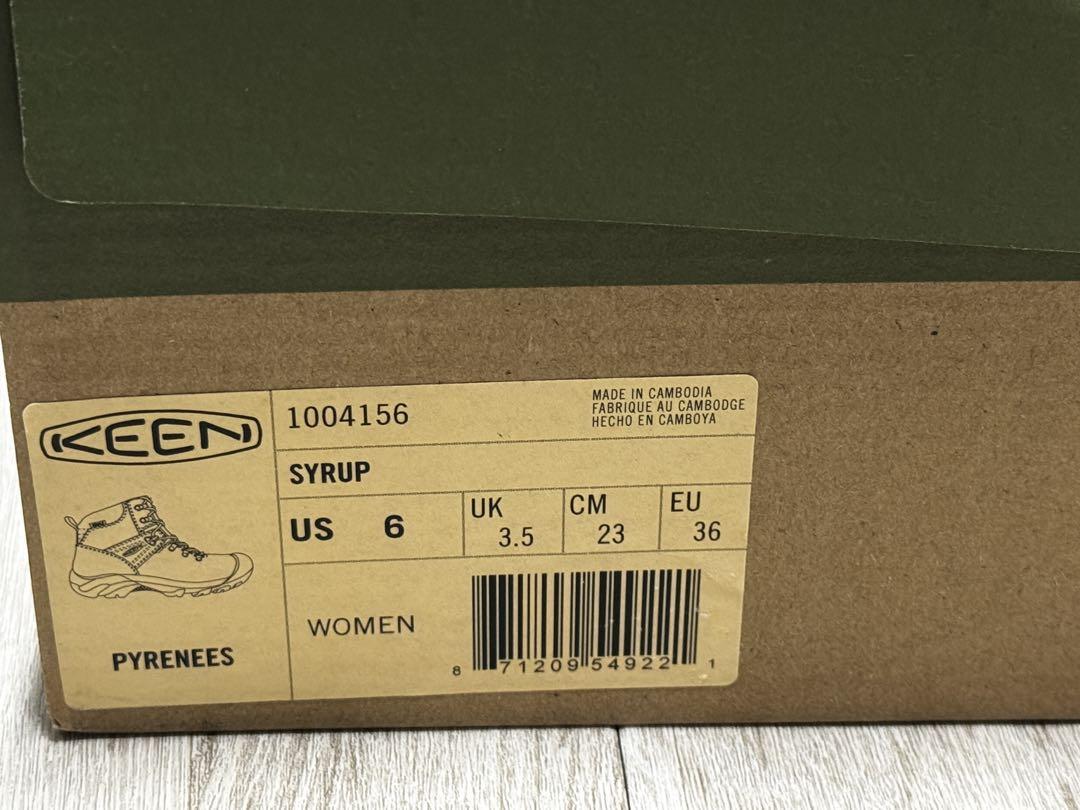 KEEN
1004156
MADE IN CAMBODIA
FABRIQUE AU CAMBODGE
HECHO EN CAMBOYA
SYRUP
US 6
UK 3.5
CM 23
EU 36
WOMEN
PYRENEES
8 71209 54922 1